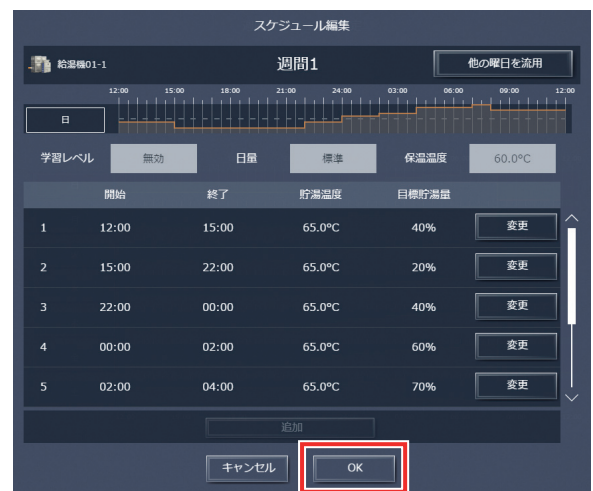 スケジュール編集
給湯機01-1 週間1 他の曜日を流用
12:00 15:00 18:00 21:00 24:00 03:00 06:00 09:00 12:00
日
学習レベル 無効 日量 標準 保温温度 60.0℃
開始 終了 貯湯温度 目標貯湯量
1 12:00 15:00 65.0℃ 40% 変更
2 15:00 22:00 65.0℃ 20% 変更
3 22:00 00:00 65.0℃ 40% 変更
4 00:00 02:00 65.0℃ 60% 変更
5 02:00 04:00 65.0℃ 70% 変更
追加
キャンセル OK